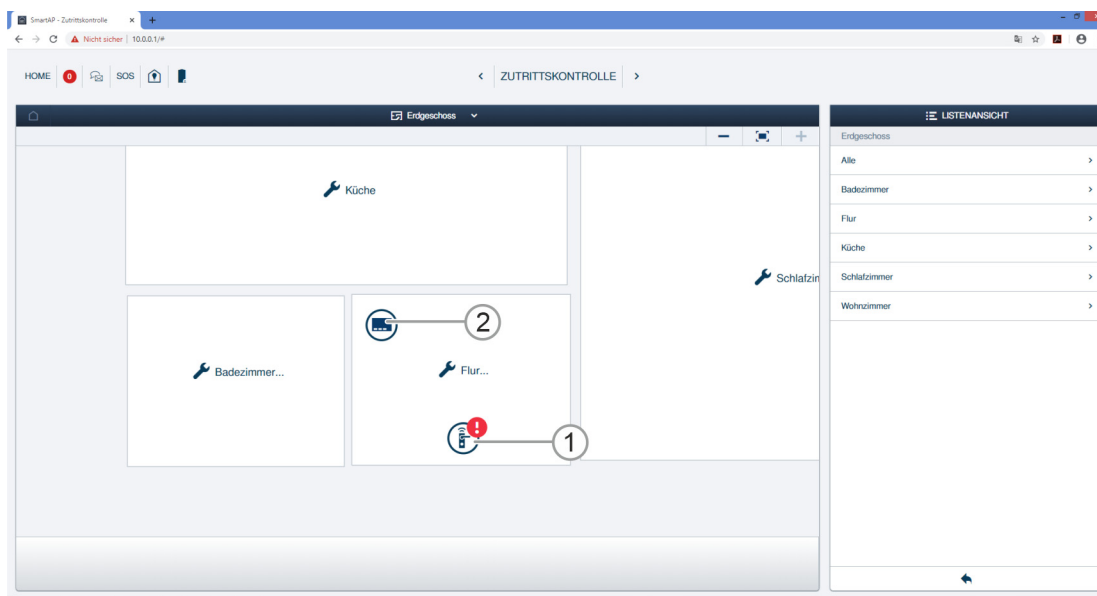 SmartAP - Zutrittskontrolle
Nicht sicher | 10.0.0.1/#
HOME 0 SOS
ZUTRITTSKONTROLLE
Erdgeschoss
Küche
Schlafzim
Badezimmer...
Flur...
2
1
LISTENANSICHT
Erdgeschoss
Alle
Badezimmer
Flur
Küche
Schlafzimmer
Wohnzimmer